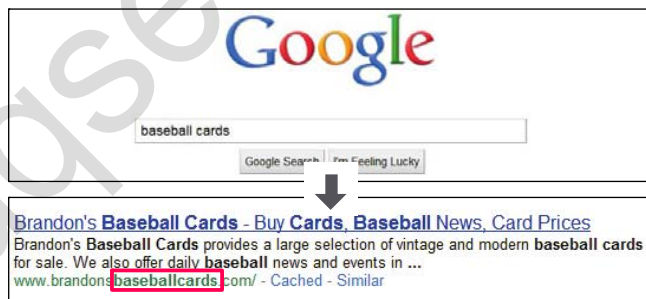 Google
baseball cards
Google Search I'm Feeling Lucky
Brandon's Baseball Cards - Buy Cards, Baseball News, Card Prices
Brandon's Baseball Cards provides a large selection of vintage and modern baseball cards
for sale. We also offer daily baseball news and events in ...
www.brandonsbaseballcards.com/ - Cached - Similar